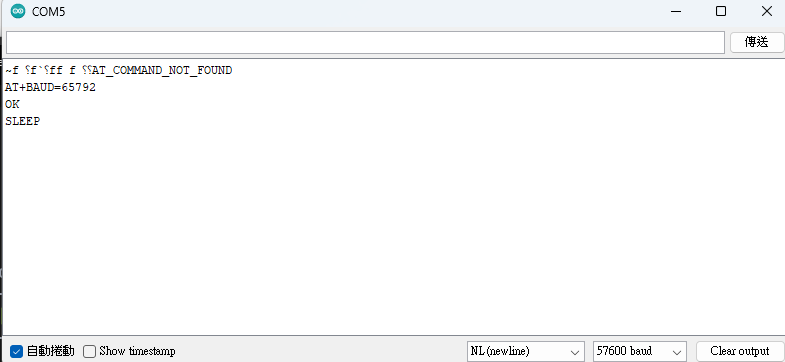 COM5
傳送
~f ⸮f`⸮ff f ⸮⸮AT_COMMAND_NOT_FOUND
AT+BAUD=65792
OK
SLEEP
自動捲動 Show timestamp NL(newline) 57600 baud Clear output